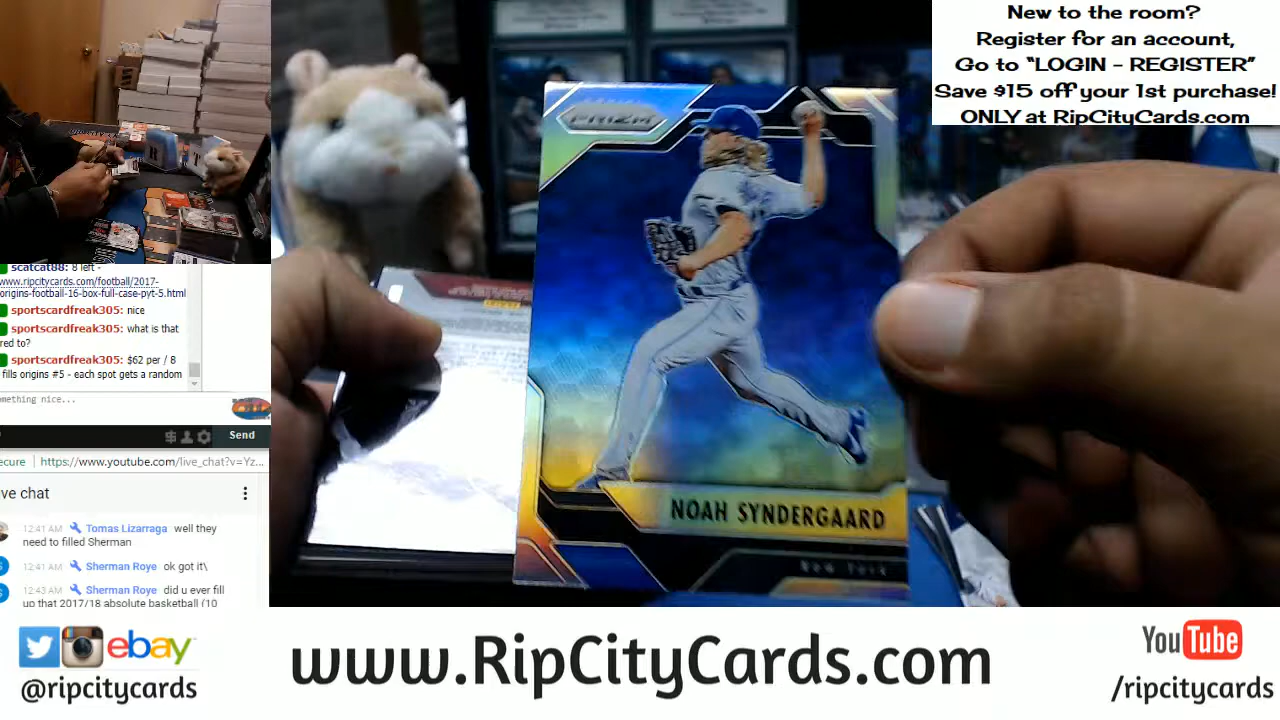 New to the room?
Register for an account,
Go to “LOGIN - REGISTER”
Save $15 off your 1st purchase!
ONLY at RipCityCards.com
PRIZM
NOAH SYNDERGAARD
New York
scatcat88: 8 left -
www.ripcitycards.com/football/2017-
origins-football-16-box-full-case-pyt-5.html
sportscardfreak305: nice
sportscardfreak305: what is that
red to?
sportscardfreak305: $62 per / 8
fills origins #5 - each spot gets a random
omething nice...
Send
ecure
https://www.youtube.com/live_chat?v=Yz...
ve chat
12:41 AM Tomas Lizarraga well they
need to filled Sherman
12:41 AM Sherman Roye ok got it\
12:43 AM Sherman Roye did u ever fill
up that 2017/18 absolute basketball (10
ebay
@ripcitycards
www.RipCityCards.com
YouTube
/ripcitycards